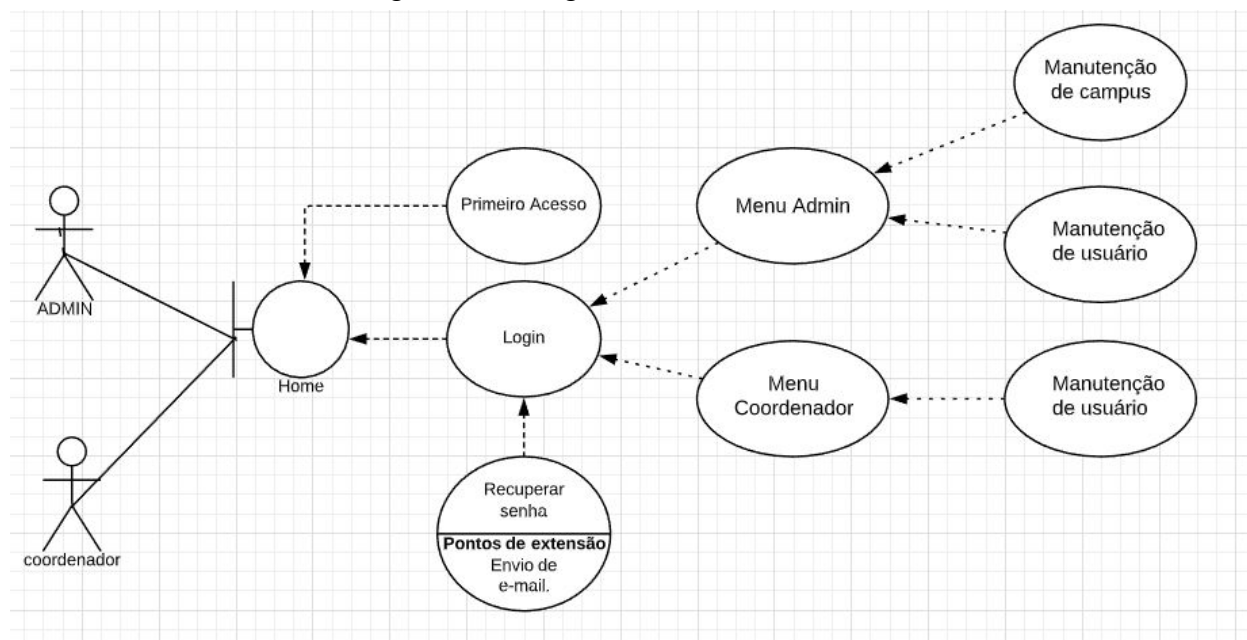 Manutenção
de campus
Primeiro Acesso
Menu Admin
Manutenção
de usuário
ADMIN
Home
Login
Menu
Coordenador
Manutenção
de usuário
coordenador
Recuperar
senha
Pontos de extensão
Envio de
e-mail.